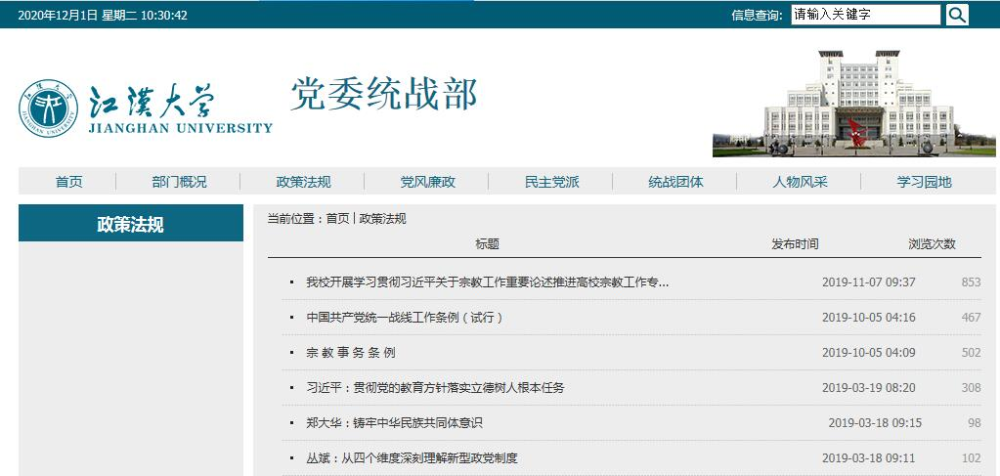 2020年12月1日 星期二 10:30:42 信息查询: 请输入关键字
江漢大学 党委统战部
JIANGHAN UNIVERSITY
首页 部门概况 政策法规 党风廉政 民主党派 统战团体 人物风采 学习园地
政策法规 当前位置：首页 | 政策法规
标题 发布时间 浏览次数
我校开展学习贯彻习近平关于宗教工作重要论述推进高校宗教工作专... 2019-11-07 09:37 853
中国共产党统一战线工作条例（试行） 2019-10-05 04:16 467
宗 教 事 务 条 例 2019-10-05 04:09 502
习近平：贯彻党的教育方针落实立德树人根本任务 2019-03-19 08:20 308
郑大华：铸牢中华民族共同体意识 2019-03-18 09:15 98
丛斌：从四个维度深刻理解新型政党制度 2019-03-18 09:11 102